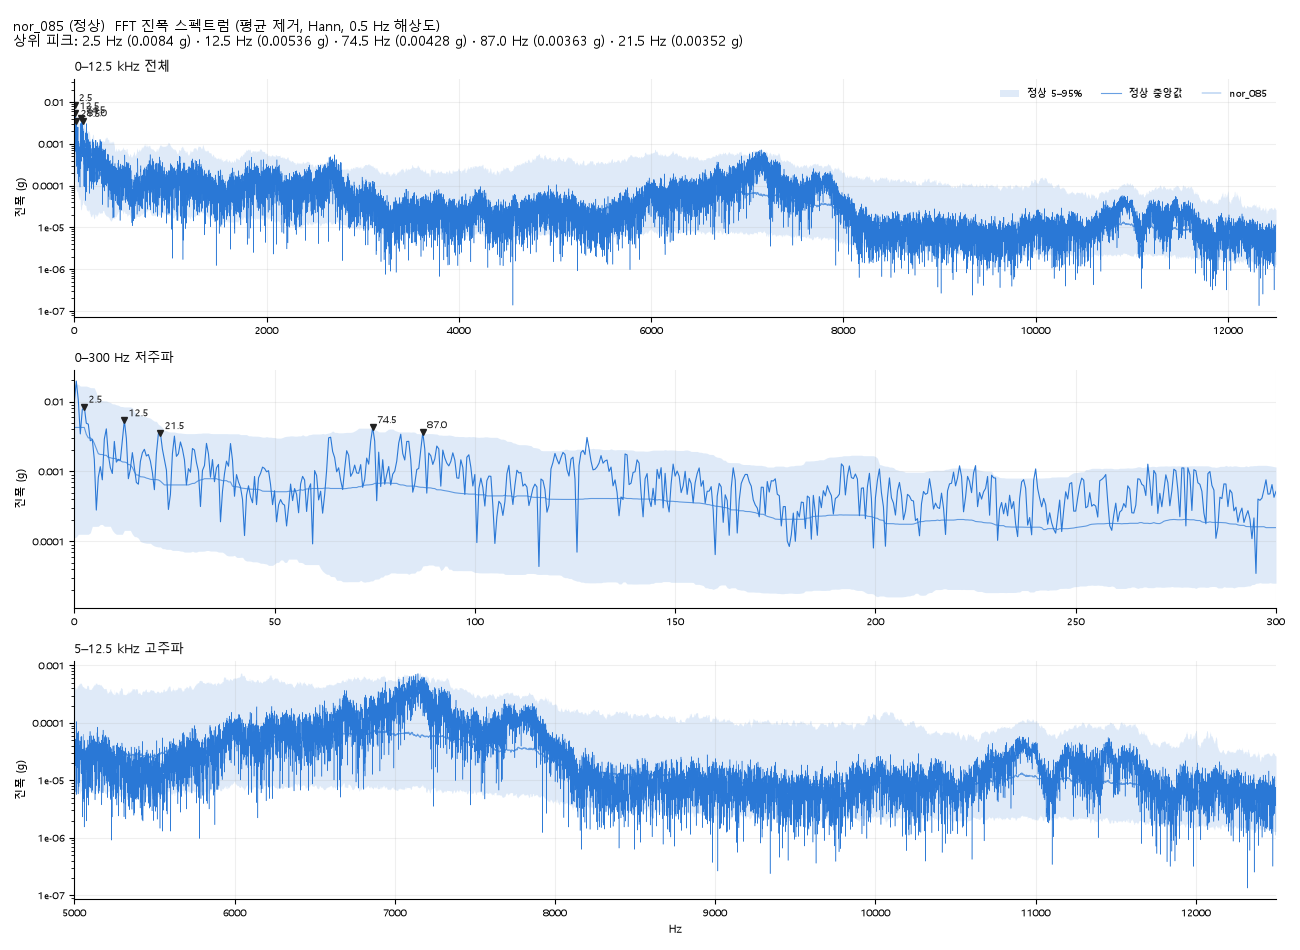 nor_085 (정상)  FFT 진폭 스펙트럼 (평균 제거, Hann, 0.5 Hz 해상도)
상위 피크: 2.5 Hz (0.0084 g) · 12.5 Hz (0.00536 g) · 74.5 Hz (0.00428 g) · 87.0 Hz (0.00363 g) · 21.5 Hz (0.00352 g)
0–12.5 kHz 전체
정상 5–95%
정상 중앙값
nor_085
2.5
12.5
진폭 (g)
0.01
0.001
0.0001
1e-05
1e-06
1e-07
0 2000 4000 6000 8000 10000 12000
0–300 Hz 저주파
2.5
12.5
21.5
74.5
87.0
진폭 (g)
0.01
0.001
0.0001
0 50 100 150 200 250 300
5–12.5 kHz 고주파
진폭 (g)
0.001
0.0001
1e-05
1e-06
1e-07
5000 6000 7000 8000 9000 10000 11000 12000
Hz